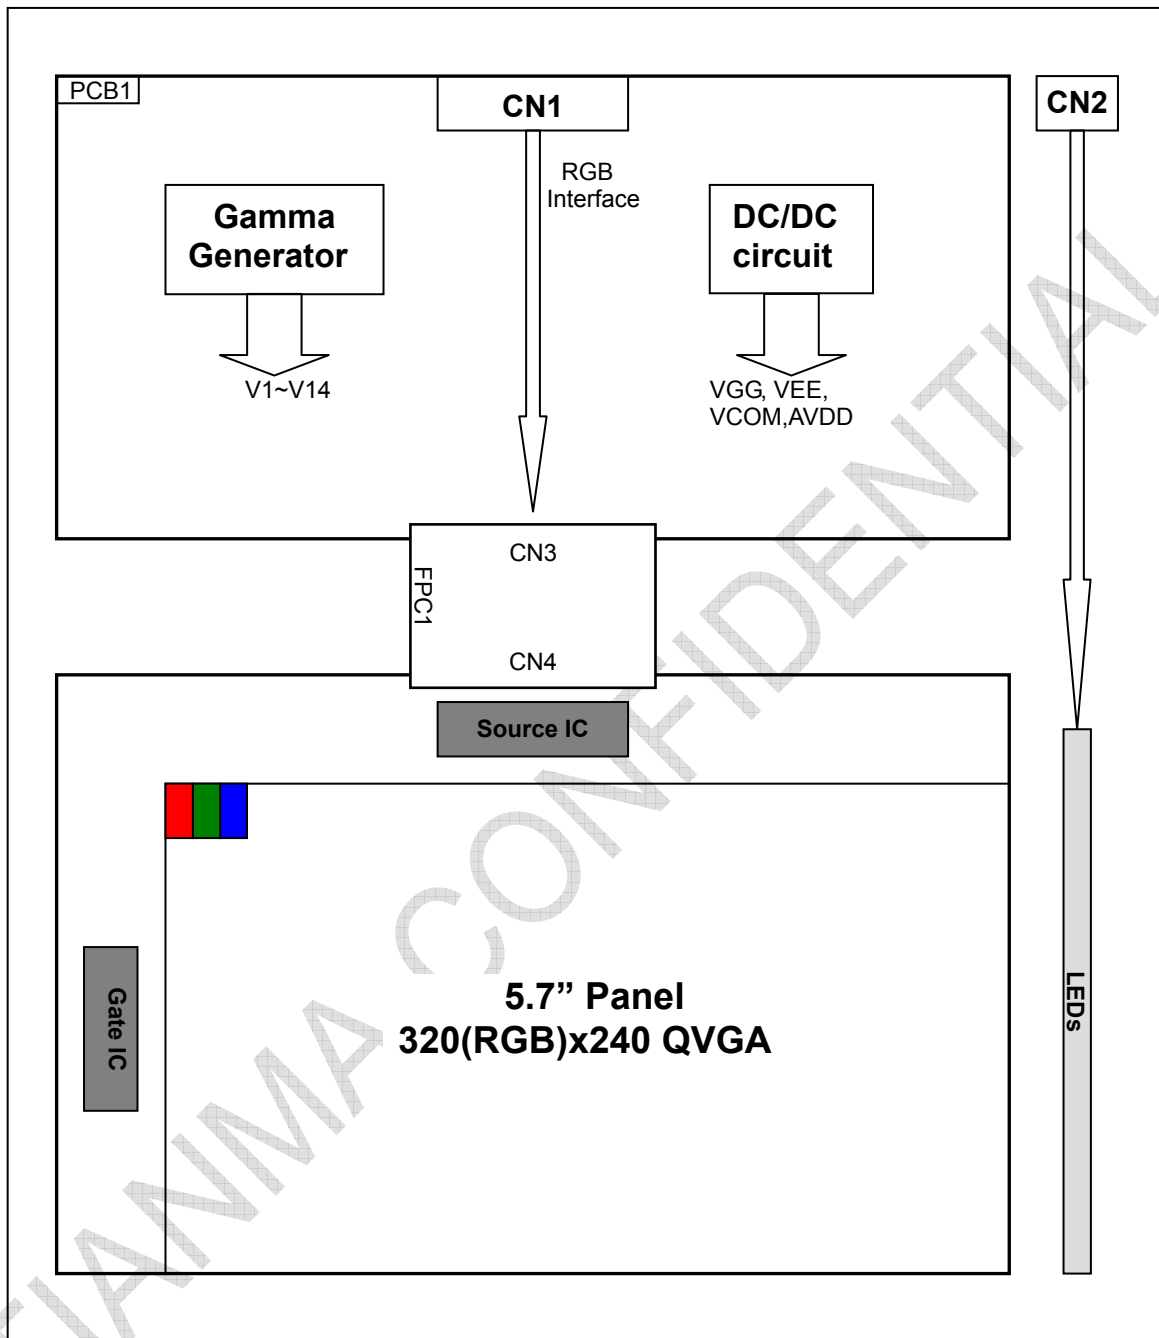 PCB1
CN1
CN2
RGB
Interface
Gamma
Generator
DC/DC
circuit
V1~V14
VGG, VEE,
VCOM,AVDD
CN3
FPC1
CN4
Source IC
Gate IC
5.7” Panel
320(RGB)x240 QVGA
LEDs
TIANMA CONFIDENTIAL